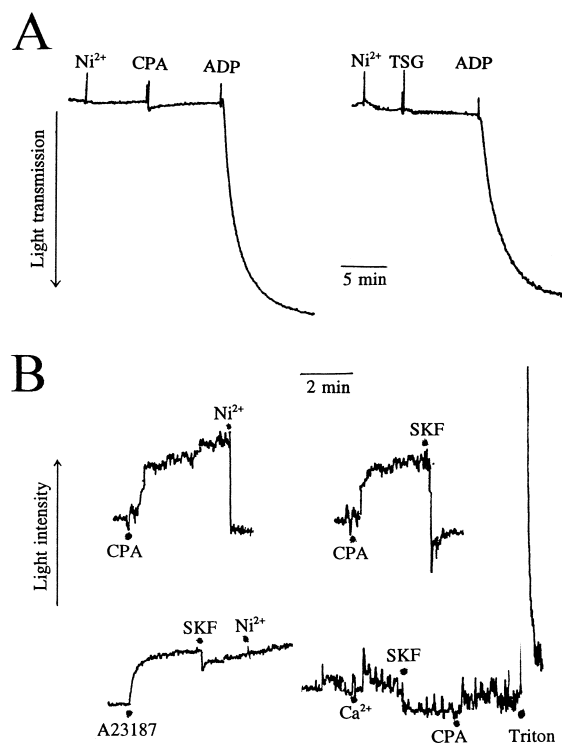 A
Ni²⁺ CPA ADP
Ni²⁺ TSG ADP
Light transmission
5 min
B
2 min
Ni²⁺
SKF
Light intensity
CPA
CPA
SKF Ni²⁺
SKF
A23187
Ca²⁺
CPA
Triton